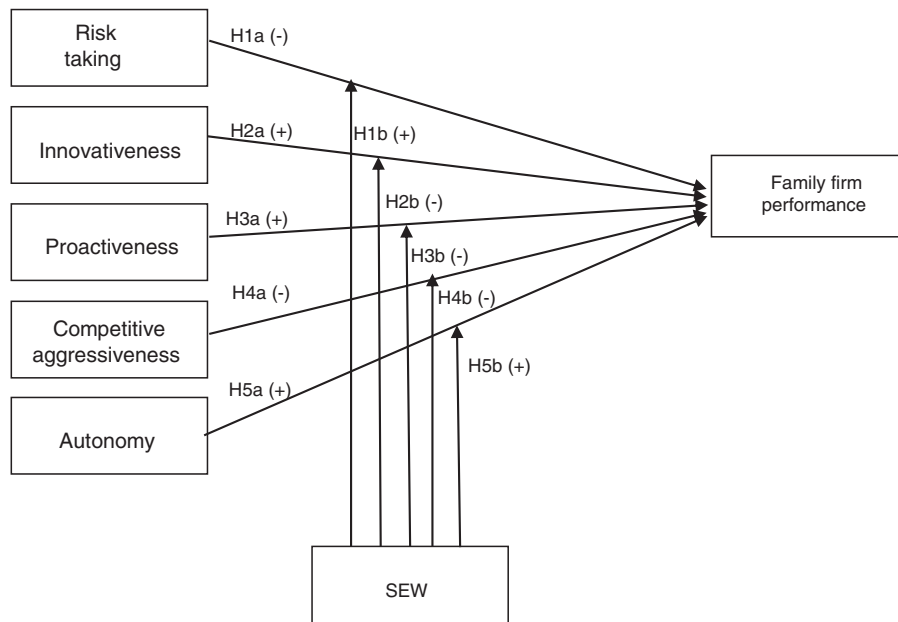 Risk
taking
H1a (-)
Innovativeness
H2a (+)
H1b (+)
Family firm
performance
Proactiveness
H3a (+)
H2b (-)
H3b (-)
Competitive
aggressiveness
H4a (-)
H4b (-)
Autonomy
H5a (+)
H5b (+)
SEW